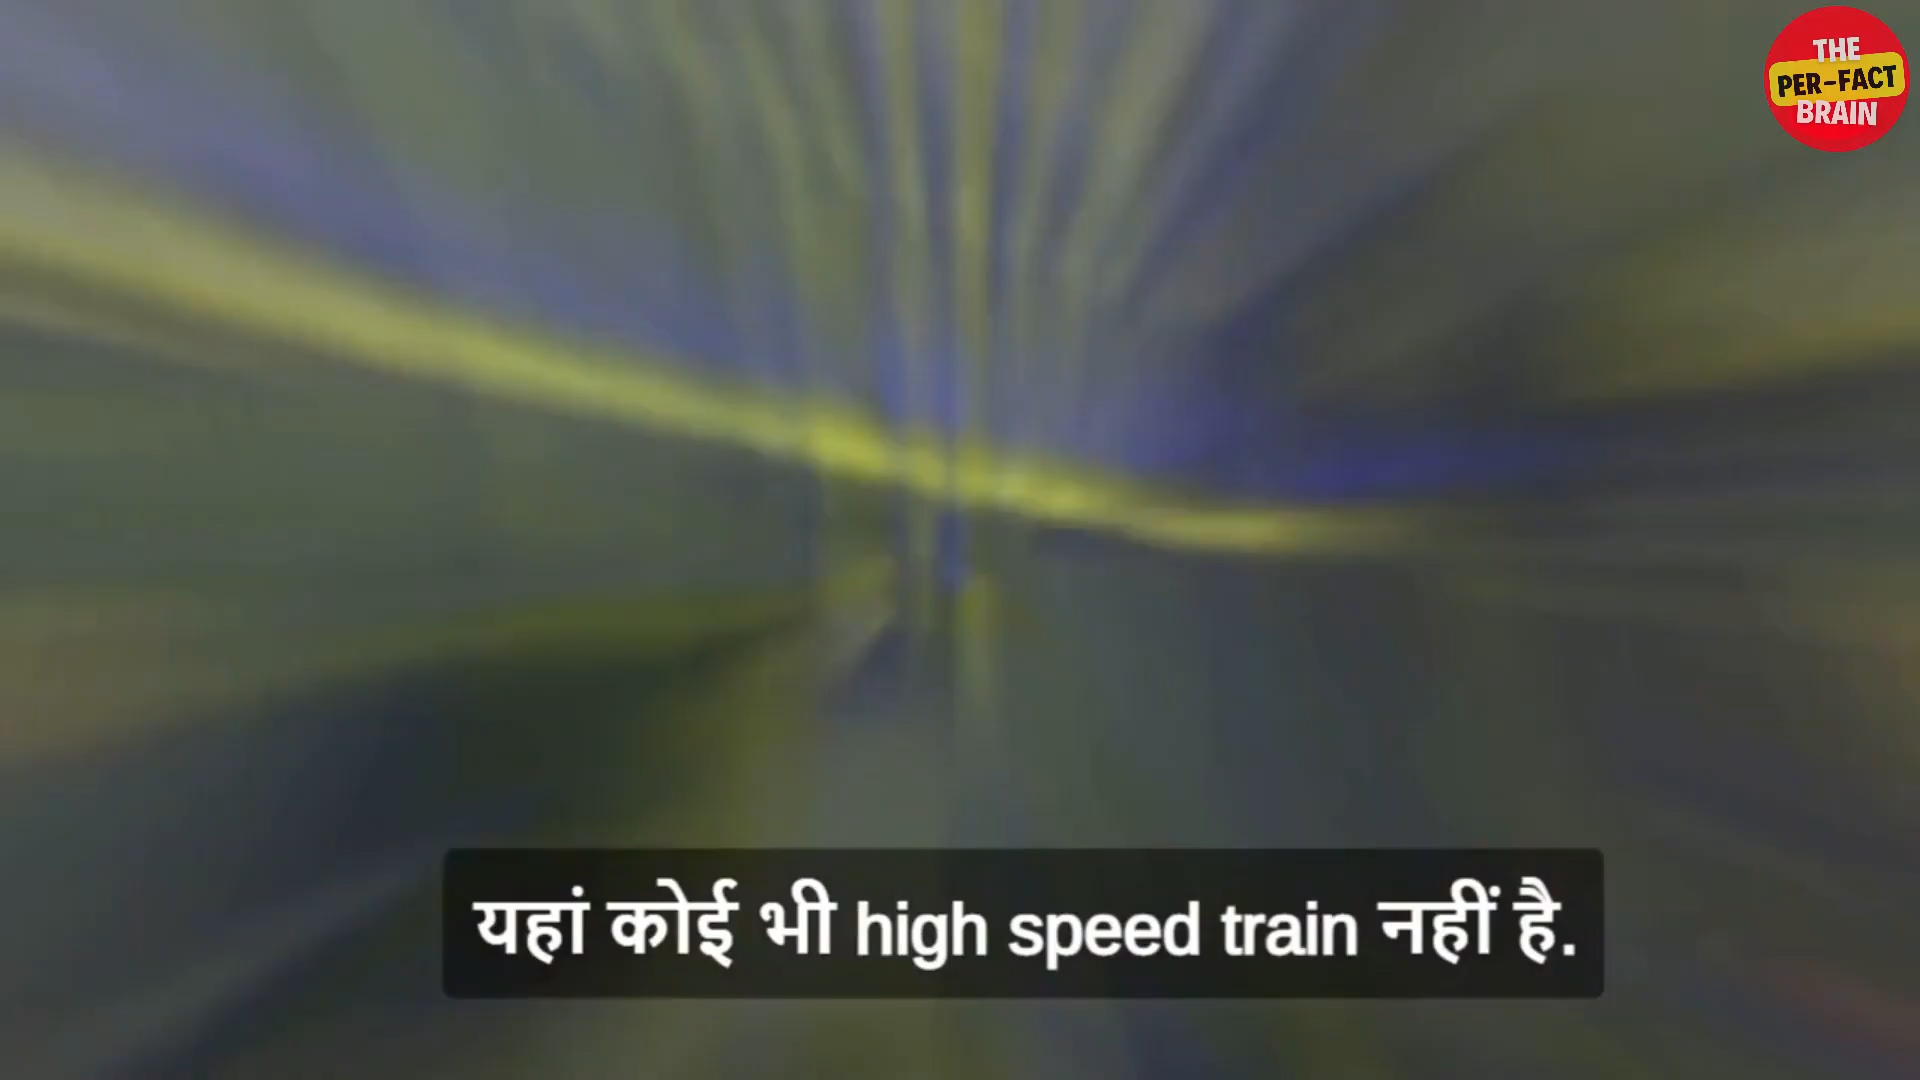 THE
PER-FACT
BRAIN
यहां कोई भी high speed train नहीं है.